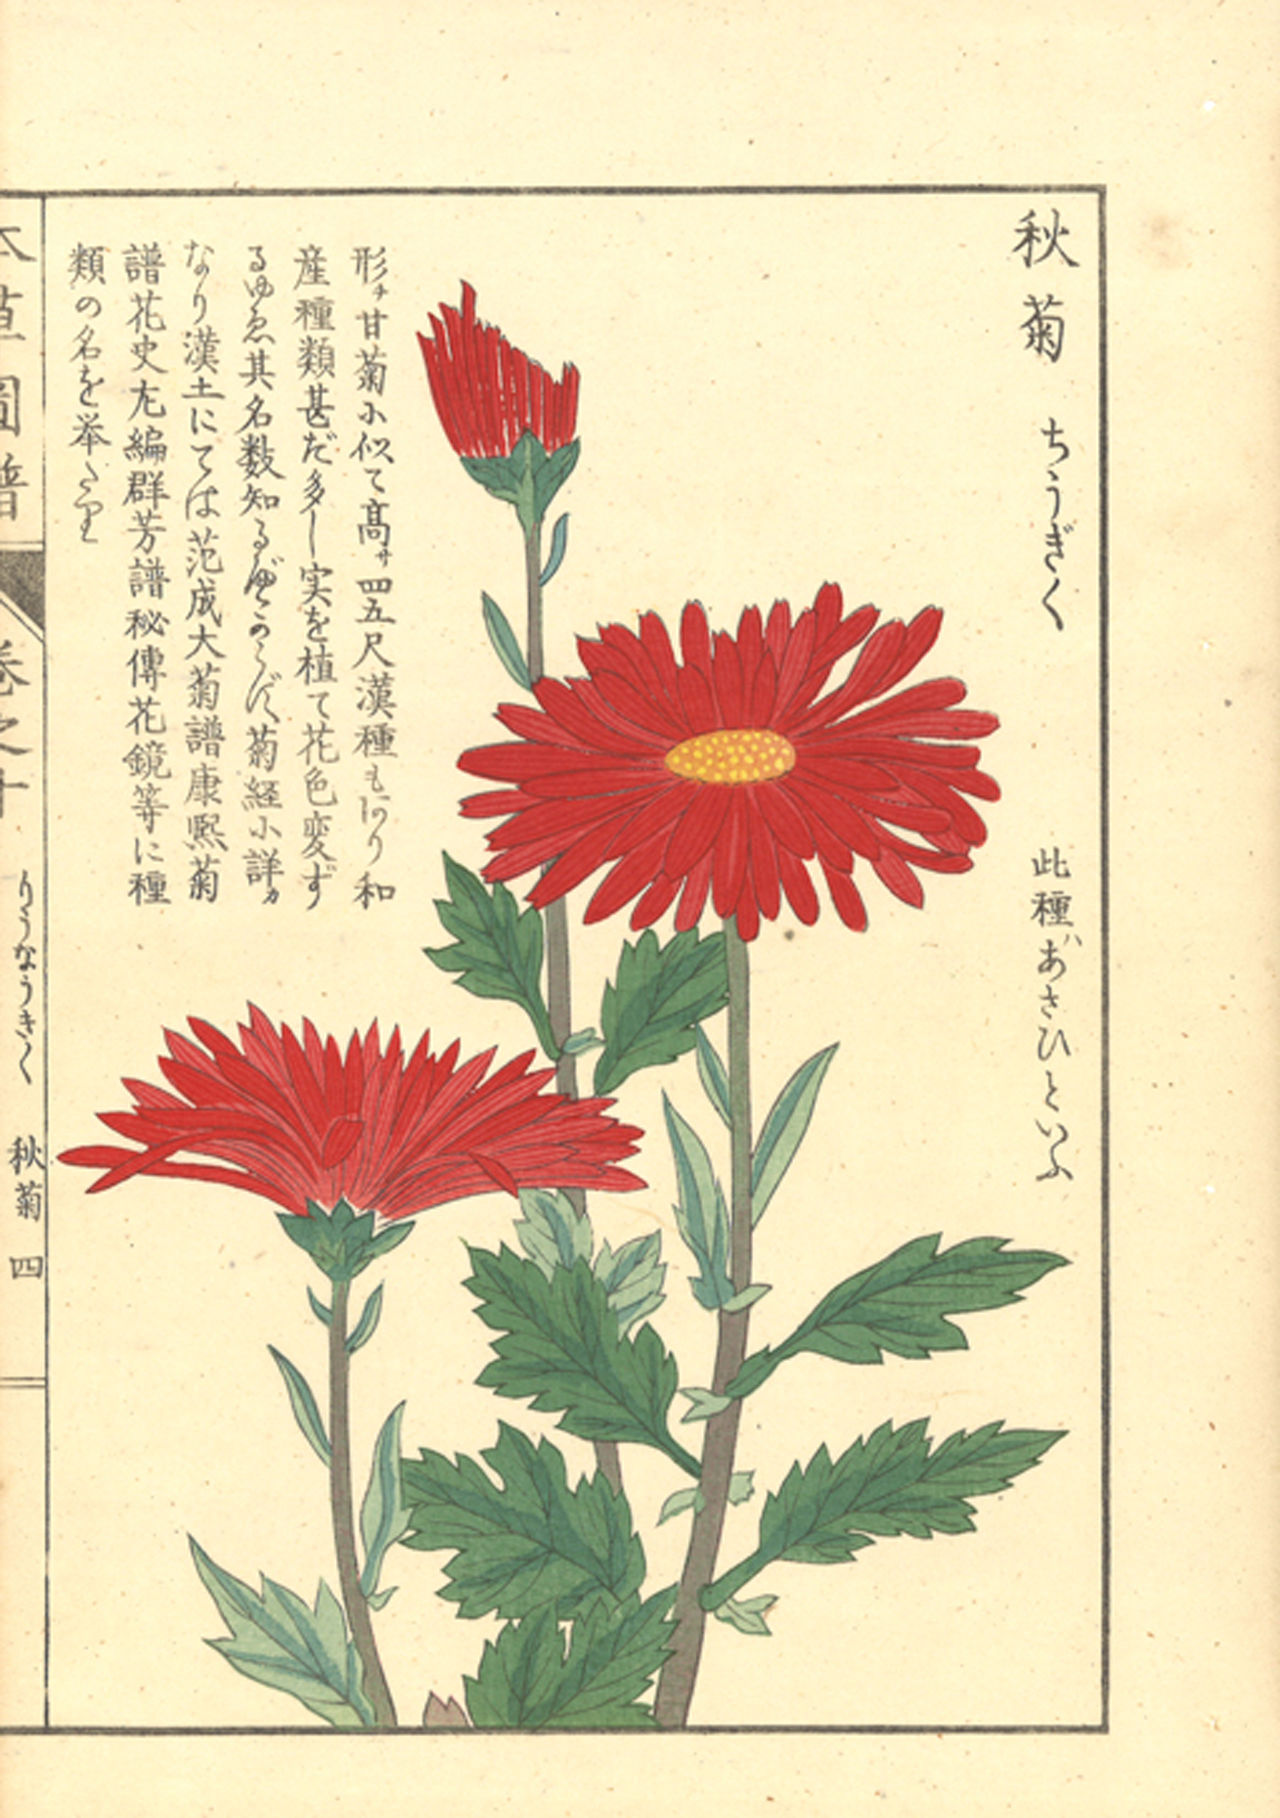 秋菊 ちうぎく
此種ハあさひといふ
形チ甘菊に似て高サ四五尺漢種もあり和
産種類甚だ多し実を植て花色変ず
るゆゑ其名数知るべからず菊経に詳カ
なり漢土にては范成大菊譜康熙菊
譜花史左編群芳譜秘傳花鏡等に種
類の名を挙たり
本草圖譜 巻之十 りうなうきく 秋菊 四